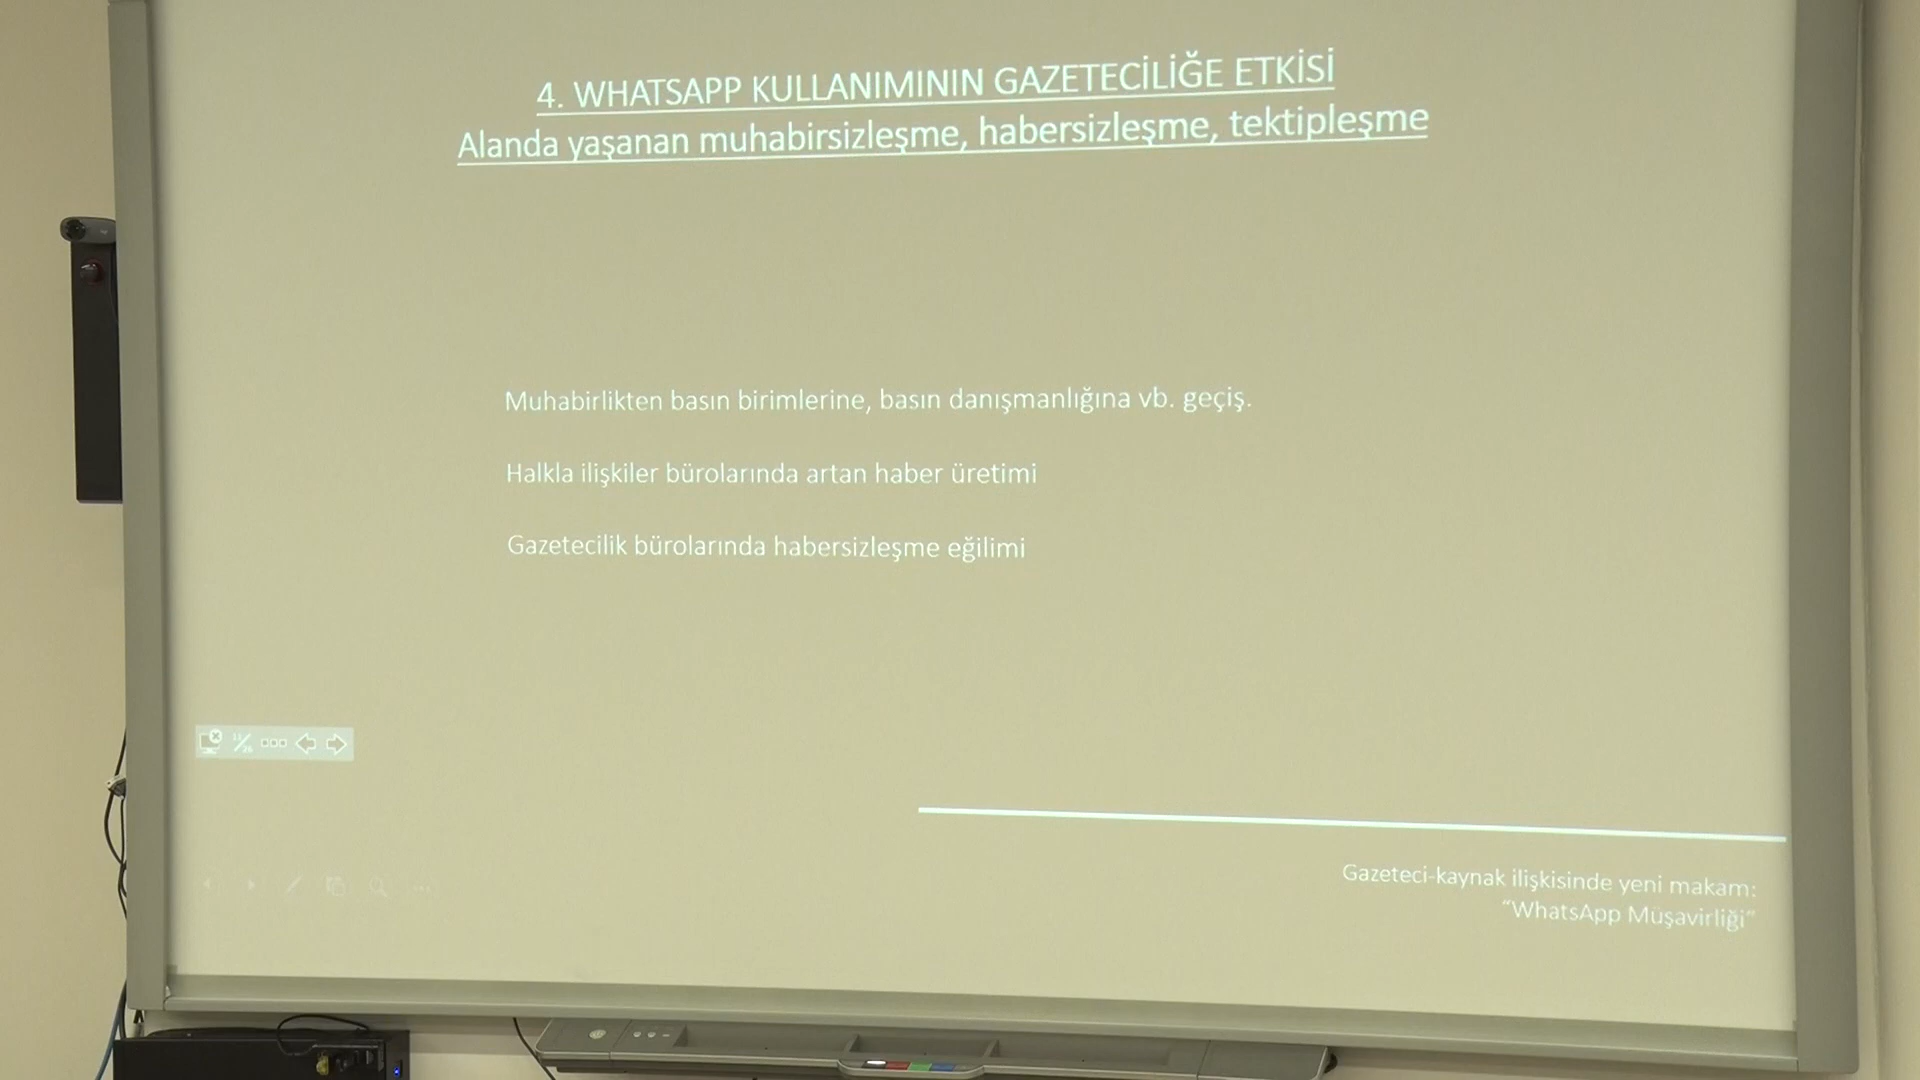 4. WHATSAPP KULLANIMININ GAZETECİLİĞE ETKİSİ
Alanda yaşanan muhabirsizleşme, habersizleşme, tektipleşme
Muhabirlikten basın birimlerine, basın danışmanlığına vb. geçiş.
Halkla ilişkiler bürolarında artan haber üretimi
Gazetecilik bürolarında habersizleşme eğilimi
Gazeteci-kaynak ilişkisinde yeni makam:
“WhatsApp Müşavirliği”